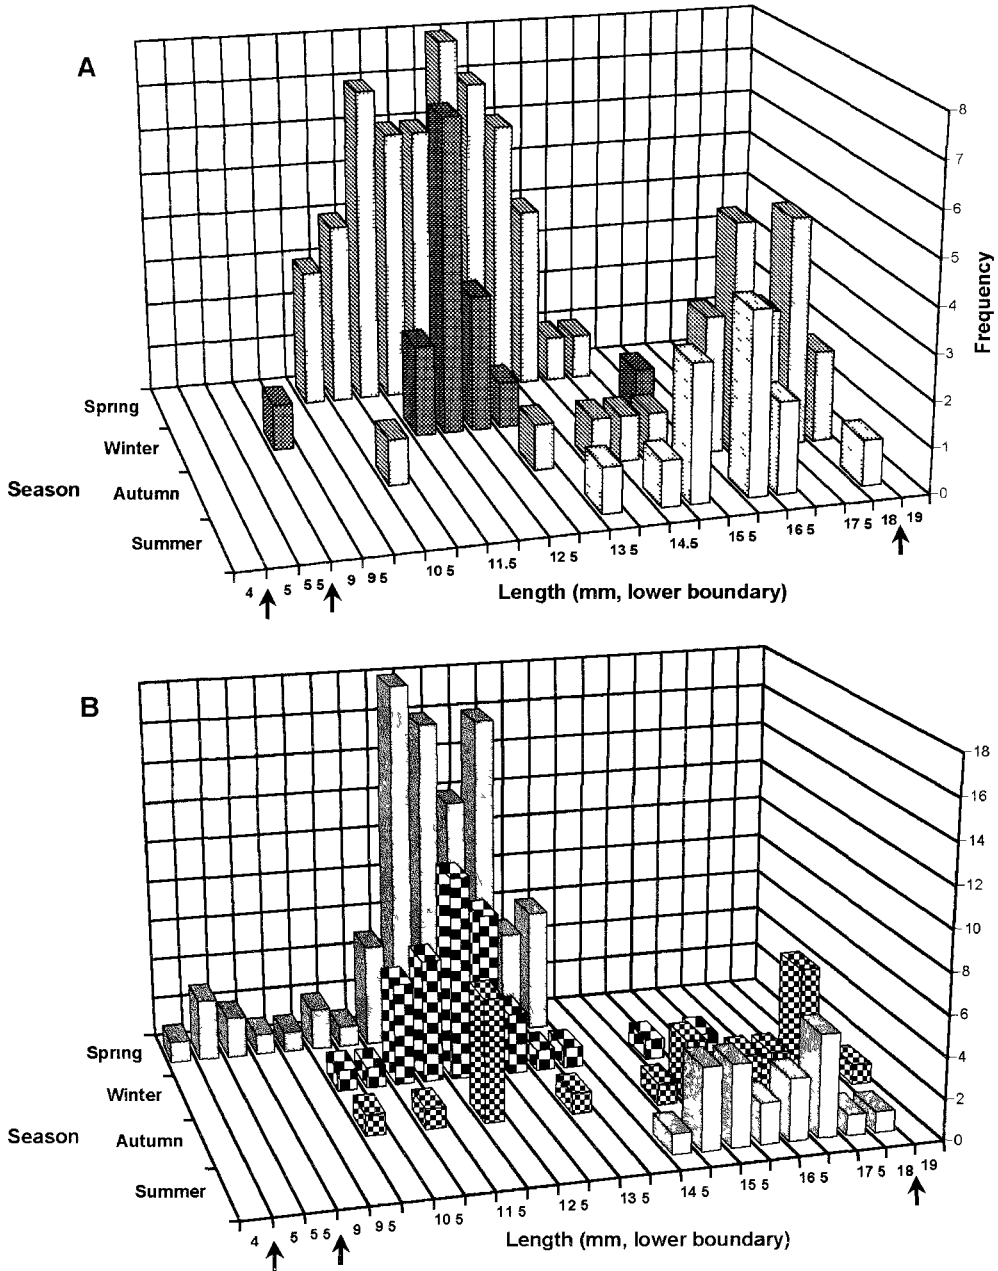 A
8
7
6
5
4
3
2
1
0
Frequency
Spring
Winter
Autumn
Summer
Season
4 5 5 5 9 9 5 10 5 11.5 12 5 13 5 14.5 15 5 16 5 17 5 18 19
Length (mm, lower boundary)
B
18
16
14
12
10
8
6
4
2
0
Spring
Winter
Autumn
Summer
Season
4 5 5 5 9 9 5 10 5 11 5 12 5 13 5 14 5 15 5 16 5 17 5 18 19
Length (mm, lower boundary)